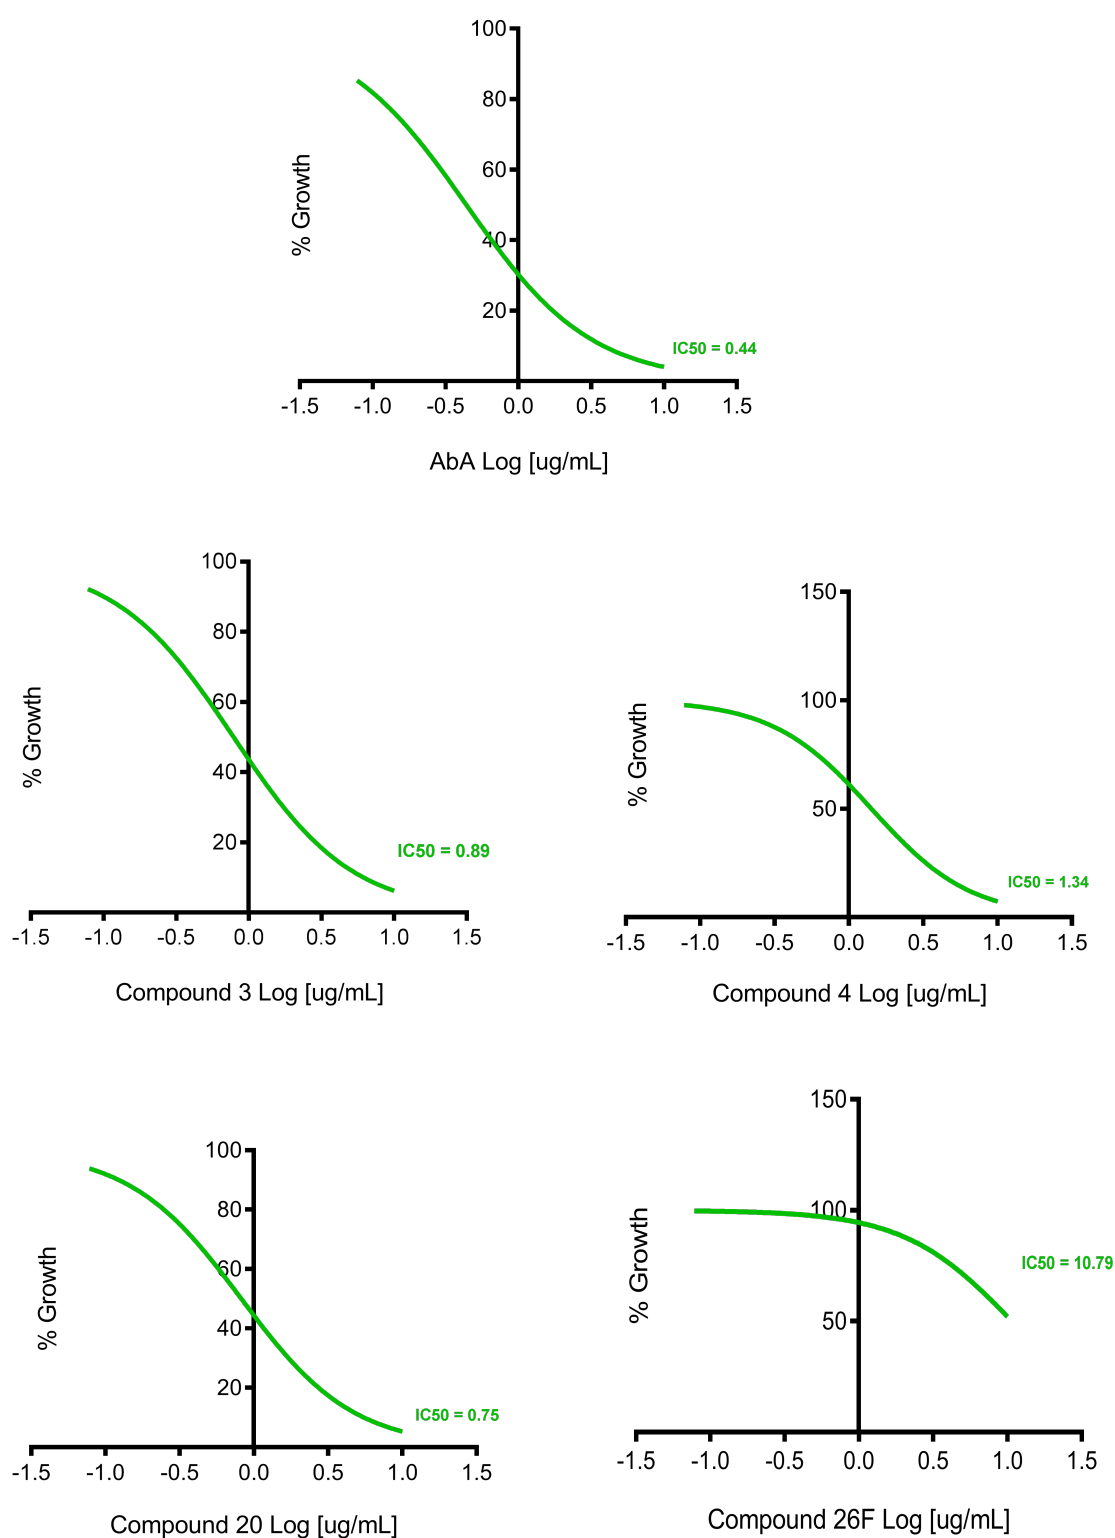 100
80
60
40
20
% Growth
IC50 = 0.44
-1.5 -1.0 -0.5 0.0 0.5 1.0 1.5
AbA Log [ug/mL]
100
80
60
40
20
% Growth
IC50 = 0.89
-1.5 -1.0 -0.5 0.0 0.5 1.0 1.5
Compound 3 Log [ug/mL]
150
100
50
% Growth
IC50 = 1.34
-1.5 -1.0 -0.5 0.0 0.5 1.0 1.5
Compound 4 Log [ug/mL]
100
80
60
40
20
% Growth
IC50 = 0.75
-1.5 -1.0 -0.5 0.0 0.5 1.0 1.5
Compound 20 Log [ug/mL]
150
100
50
% Growth
IC50 = 10.79
-1.5 -1.0 -0.5 0.0 0.5 1.0 1.5
Compound 26F Log [ug/mL]